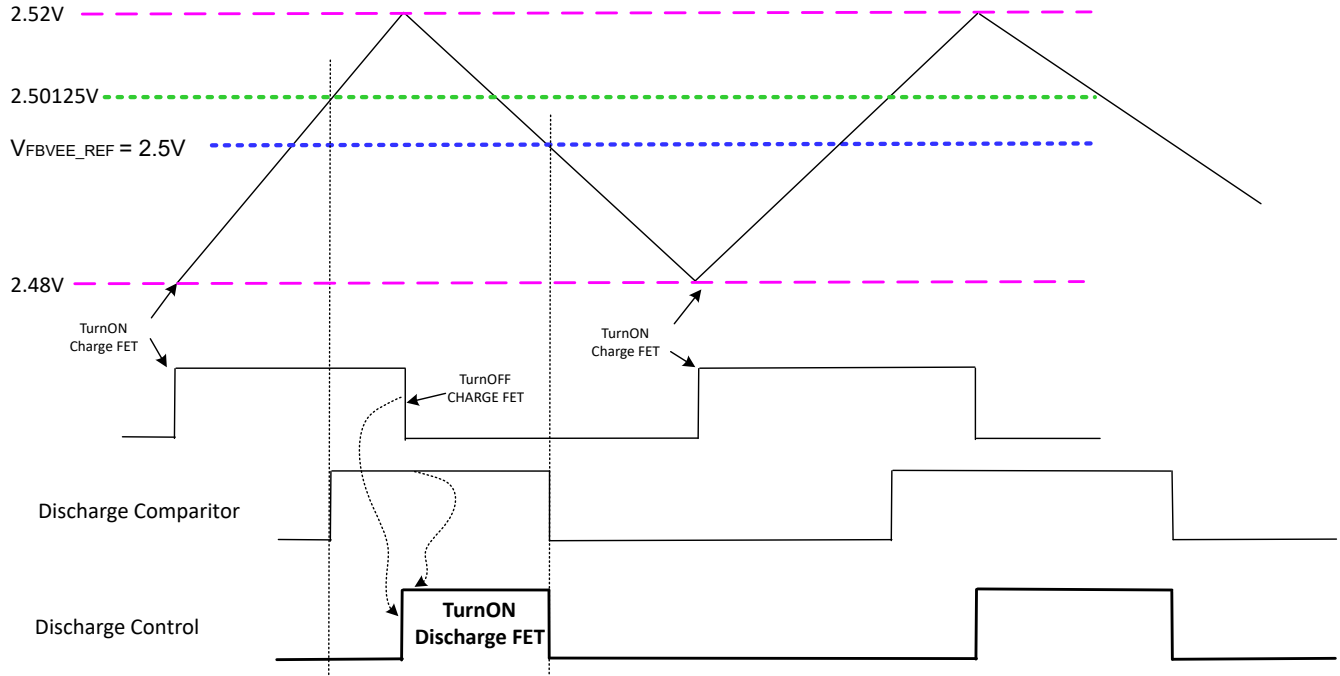 2.52V
2.50125V
VFBVEE_REF = 2.5V
2.48V
TurnON
Charge FET
TurnON
Charge FET
TurnOFF
CHARGE FET
Discharge Comparitor
Discharge Control
TurnON
Discharge FET